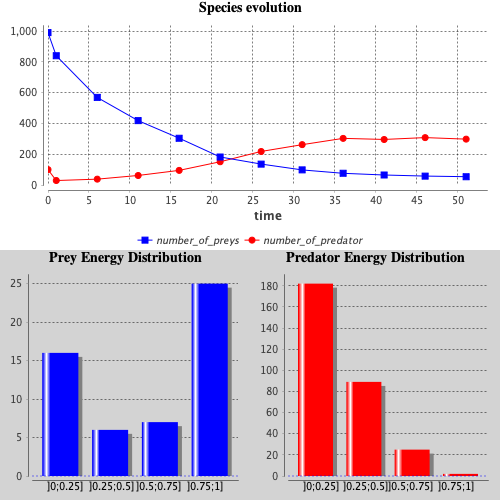 Species evolution
1,000
800
600
400
200
0
0 5 10 15 20 25 30 35 40 45 50
time
number_of_preys number_of_predator
Prey Energy Distribution
25
20
15
10
5
0
]0;0.25] ]0.25;0.5] ]0.5;0.75] ]0.75;1]
Predator Energy Distribution
180
160
140
120
100
80
60
40
20
0
]0;0.25] ]0.25;0.5] ]0.5;0.75] ]0.75;1]